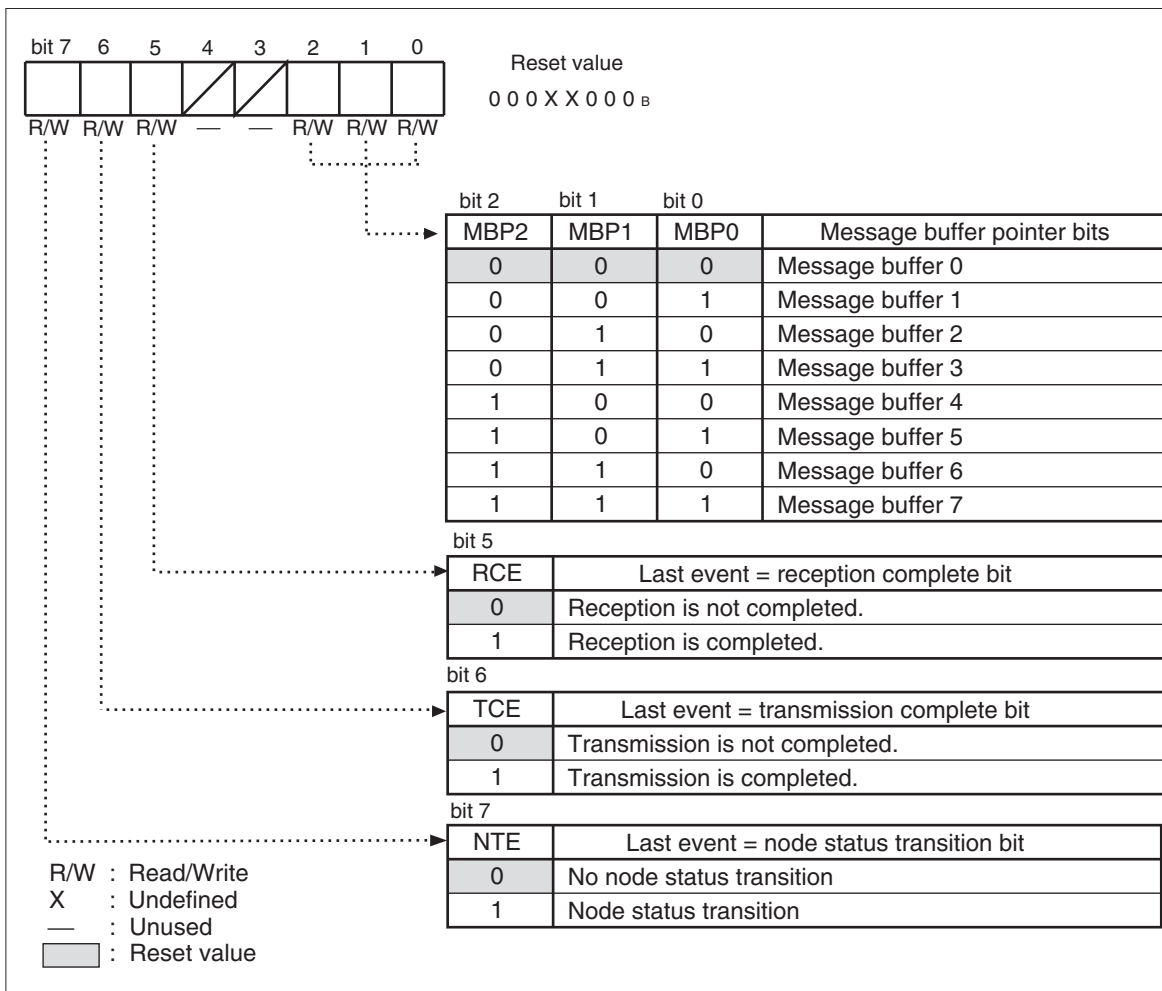 bit 7 6 5 4 3 2 1 0
Reset value
0 0 0 X X 0 0 0 B
R/W R/W R/W — — R/W R/W R/W
bit 2 bit 1 bit 0
MBP2 MBP1 MBP0 Message buffer pointer bits
0 0 0 Message buffer 0
0 0 1 Message buffer 1
0 1 0 Message buffer 2
0 1 1 Message buffer 3
1 0 0 Message buffer 4
1 0 1 Message buffer 5
1 1 0 Message buffer 6
1 1 1 Message buffer 7
bit 5
RCE Last event = reception complete bit
0 Reception is not completed.
1 Reception is completed.
bit 6
TCE Last event = transmission complete bit
0 Transmission is not completed.
1 Transmission is completed.
bit 7
NTE Last event = node status transition bit
0 No node status transition
1 Node status transition
R/W : Read/Write
X : Undefined
— : Unused
: Reset value